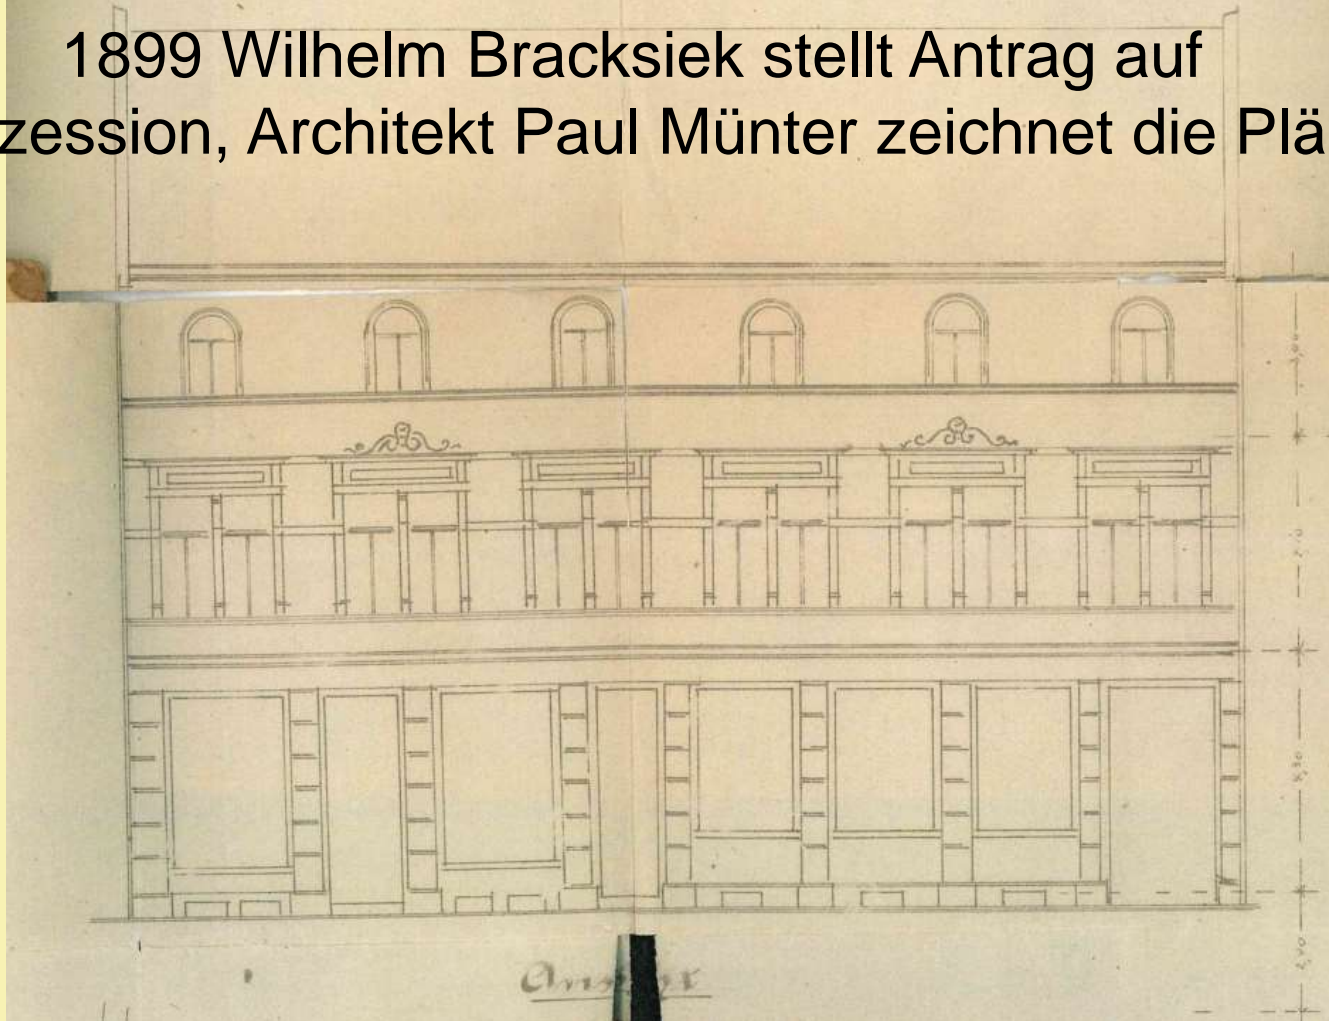 1899 Wilhelm Bracksiek stellt Antrag auf
zession, Architekt Paul Münter zeichnet die Plä